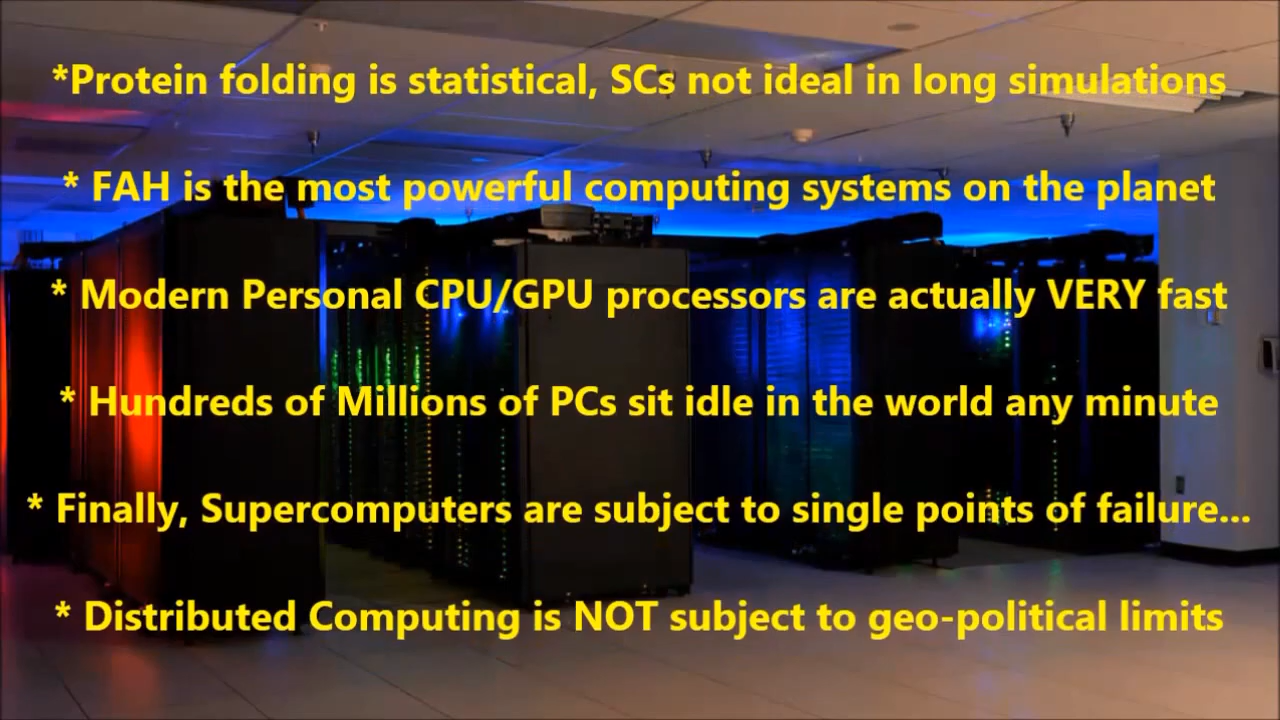 *Protein folding is statistical, SCs not ideal in long simulations
* FAH is the most powerful computing systems on the planet
* Modern Personal CPU/GPU processors are actually VERY fast
* Hundreds of Millions of PCs sit idle in the world any minute
* Finally, Supercomputers are subject to single points of failure...
* Distributed Computing is NOT subject to geo-political limits